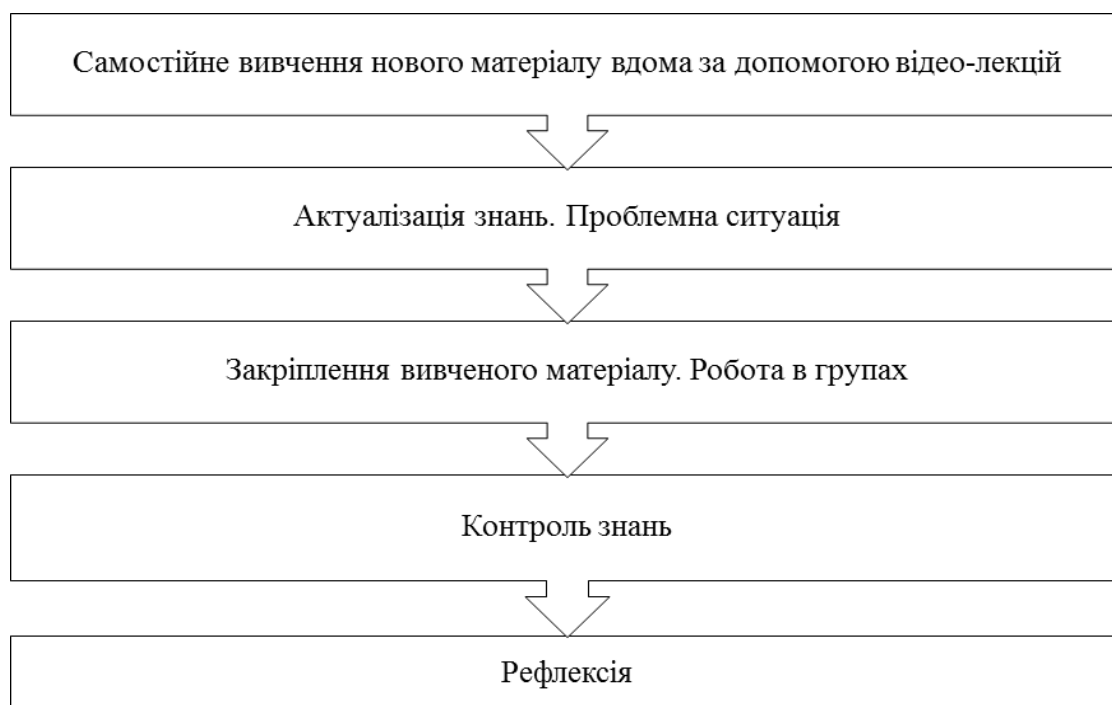 Самостійне вивчення нового матеріалу вдома за допомогою відео-лекцій
Актуалізація знань. Проблемна ситуація
Закріплення вивченого матеріалу. Робота в групах
Контроль знань
Рефлексія